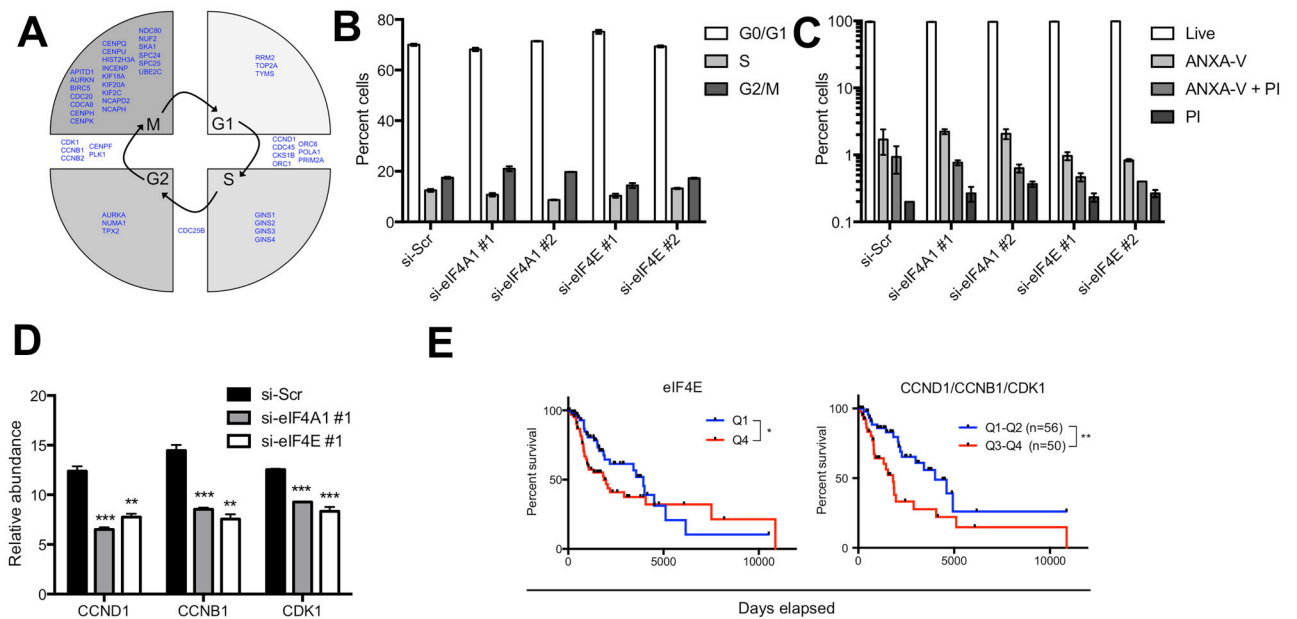 A
NDC80
NUF2
SKA1
SPC24
SPC25
UBE2C
CENPQ
CENPU
HIST2H3A
INCENP
KIF18A
KIF20A
KIF2C
NCAPD2
NCAPH
APITD1
AURKN
BIRC5
CDC20
CDCA8
CENPH
CENPK
RRM2
TOP2A
TYMS
M
G1
CDK1
CCNB1
CCNB2
CENPF
PLK1
CCND1
CDC45
CKS1B
ORC1
ORC6
POLA1
PRIM2A
G2
S
AURKA
NUMA1
TPX2
CDC25B
GINS1
GINS2
GINS3
GINS4
B
Percent cells
80
60
40
20
0
G0/G1
S
G2/M
si-Scr
si-eIF4A1 #1
si-eIF4A1 #2
si-eIF4E #1
si-eIF4E #2
C
Percent cells
100
10
1
0.1
Live
ANXA-V
ANXA-V + PI
PI
si-Scr
si-eIF4A1 #1
si-eIF4A1 #2
si-eIF4E #1
si-eIF4E #2
D
Relative abundance
20
15
10
5
0
si-Scr
si-eIF4A1 #1
si-eIF4E #1
*** **
*** **
*** ***
CCND1 CCNB1 CDK1
E
eIF4E
Percent survival
100
50
0
Q1
Q4
*
0 5000 10000
CCND1/CCNB1/CDK1
Percent survival
100
50
0
Q1-Q2 (n=56)
Q3-Q4 (n=50)
**
0 5000 10000
Days elapsed